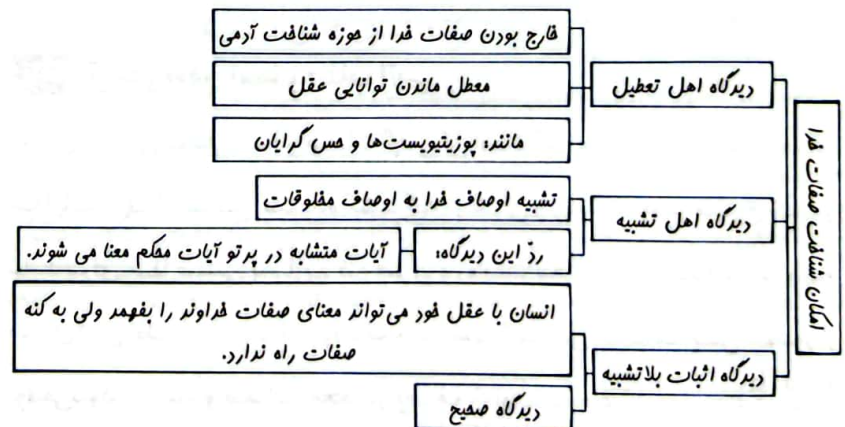 امکان شناخت صفات خدا
دیدگاه اهل تعطیل
خارج بودن صفات خدا از حوزه شناخت آدمی
معطل ماندن توانایی عقل
مانند: پوزیتیویست‌ها و حس گرایان
دیدگاه اهل تشبیه
تشبیه اوصاف خدا به اوصاف مخلوقات
ردّ این دیدگاه:
آیات متشابه در پرتو آیات محکم معنا می شوند.
دیدگاه اثبات بلاتشبیه
انسان با عقل خود می‌تواند معنای صفات خداوند را بفهمد ولی به کنه
صفات راه ندارد.
دیدگاه صحیح